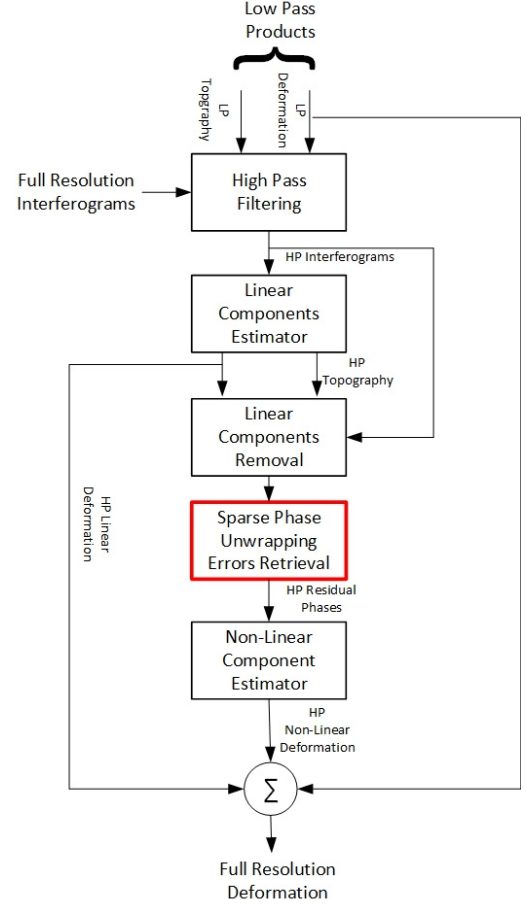 Low Pass
Products
LP
Topgraphy
LP
Deformation
Full Resolution
Interferograms
High Pass
Filtering
HP Interferograms
Linear
Components
Estimator
HP
Topography
Linear
Components
Removal
HP Linear
Deformation
Sparse Phase
Unwrapping
Errors Retrieval
HP Residual
Phases
Non-Linear
Component
Estimator
HP
Non-Linear
Deformation
Σ
Full Resolution
Deformation